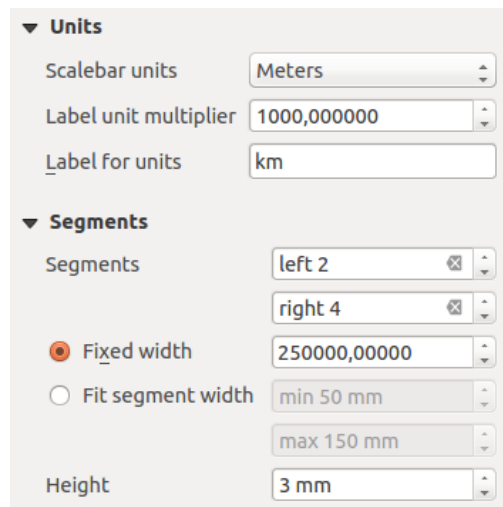 Units
Scalebar units Meters
Label unit multiplier 1000,000000
Label for units km
Segments
Segments left 2
right 4
Fixed width 250000,00000
Fit segment width min 50 mm
max 150 mm
Height 3 mm